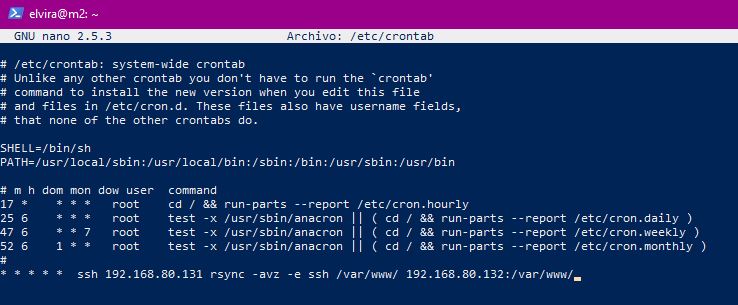 elvira@m2: ~
GNU nano 2.5.3 Archivo: /etc/crontab
# /etc/crontab: system-wide crontab
# Unlike any other crontab you don't have to run the `crontab'
# command to install the new version when you edit this file
# and files in /etc/cron.d. These files also have username fields,
# that none of the other crontabs do.
SHELL=/bin/sh
PATH=/usr/local/sbin:/usr/local/bin:/sbin:/bin:/usr/sbin:/usr/bin
# m h dom mon dow user  command
17 *    * * *   root    cd / && run-parts --report /etc/cron.hourly
25 6    * * *   root    test -x /usr/sbin/anacron || ( cd / && run-parts --report /etc/cron.daily )
47 6    * * 7   root    test -x /usr/sbin/anacron || ( cd / && run-parts --report /etc/cron.weekly )
52 6    1 * *   root    test -x /usr/sbin/anacron || ( cd / && run-parts --report /etc/cron.monthly )
#
* * * * *  ssh 192.168.80.131 rsync -avz -e ssh /var/www/ 192.168.80.132:/var/www/